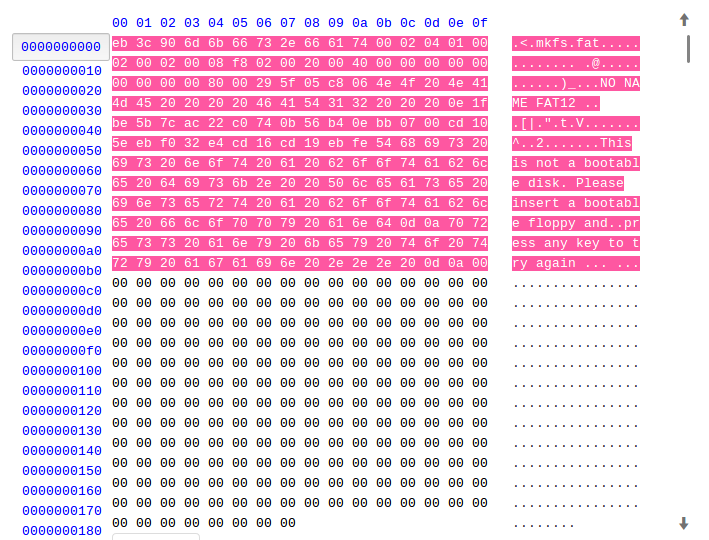 00 01 02 03 04 05 06 07 08 09 0a 0b 0c 0d 0e 0f
0000000000 eb 3c 90 6d 6b 66 73 2e 66 61 74 00 02 04 01 00 .<.mkfs.fat.....
0000000010 02 00 02 00 08 f8 02 00 20 00 40 00 00 00 00 00 ........ .@.....
0000000020 00 00 00 00 80 00 29 5f 05 c8 06 4e 4f 20 4e 41 ......)_...NO NA
0000000030 4d 45 20 20 20 20 46 41 54 31 32 20 20 20 0e 1f ME FAT12 ..
0000000040 be 5b 7c ac 22 c0 74 0b 56 b4 0e bb 07 00 cd 10 .[|.".t.V.......
0000000050 5e eb f0 32 e4 cd 16 cd 19 eb fe 54 68 69 73 20 ^..2.......This
0000000060 69 73 20 6e 6f 74 20 61 20 62 6f 6f 74 61 62 6c is not a bootabl
0000000070 65 20 64 69 73 6b 2e 20 20 50 6c 65 61 73 65 20 e disk. Please
0000000080 69 6e 73 65 72 74 20 61 20 62 6f 6f 74 61 62 6c insert a bootabl
0000000090 65 20 66 6c 6f 70 70 79 20 61 6e 64 0d 0a 70 72 e floppy and..pr
00000000a0 65 73 73 20 61 6e 79 20 6b 65 79 20 74 6f 20 74 ess any key to t
00000000b0 72 79 20 61 67 61 69 6e 20 2e 2e 2e 20 0d 0a 00 ry again ... ...
00000000c0 00 00 00 00 00 00 00 00 00 00 00 00 00 00 00 00 ................
00000000d0 00 00 00 00 00 00 00 00 00 00 00 00 00 00 00 00 ................
00000000e0 00 00 00 00 00 00 00 00 00 00 00 00 00 00 00 00 ................
00000000f0 00 00 00 00 00 00 00 00 00 00 00 00 00 00 00 00 ................
0000000100 00 00 00 00 00 00 00 00 00 00 00 00 00 00 00 00 ................
0000000110 00 00 00 00 00 00 00 00 00 00 00 00 00 00 00 00 ................
0000000120 00 00 00 00 00 00 00 00 00 00 00 00 00 00 00 00 ................
0000000130 00 00 00 00 00 00 00 00 00 00 00 00 00 00 00 00 ................
0000000140 00 00 00 00 00 00 00 00 00 00 00 00 00 00 00 00 ................
0000000150 00 00 00 00 00 00 00 00 00 00 00 00 00 00 00 00 ................
0000000160 00 00 00 00 00 00 00 00 00 00 00 00 00 00 00 00 ................
0000000170 00 00 00 00 00 00 00 00 00 00 00 00 00 00 00 00 ................
0000000180 00 00 00 00 00 00 00 00 ........